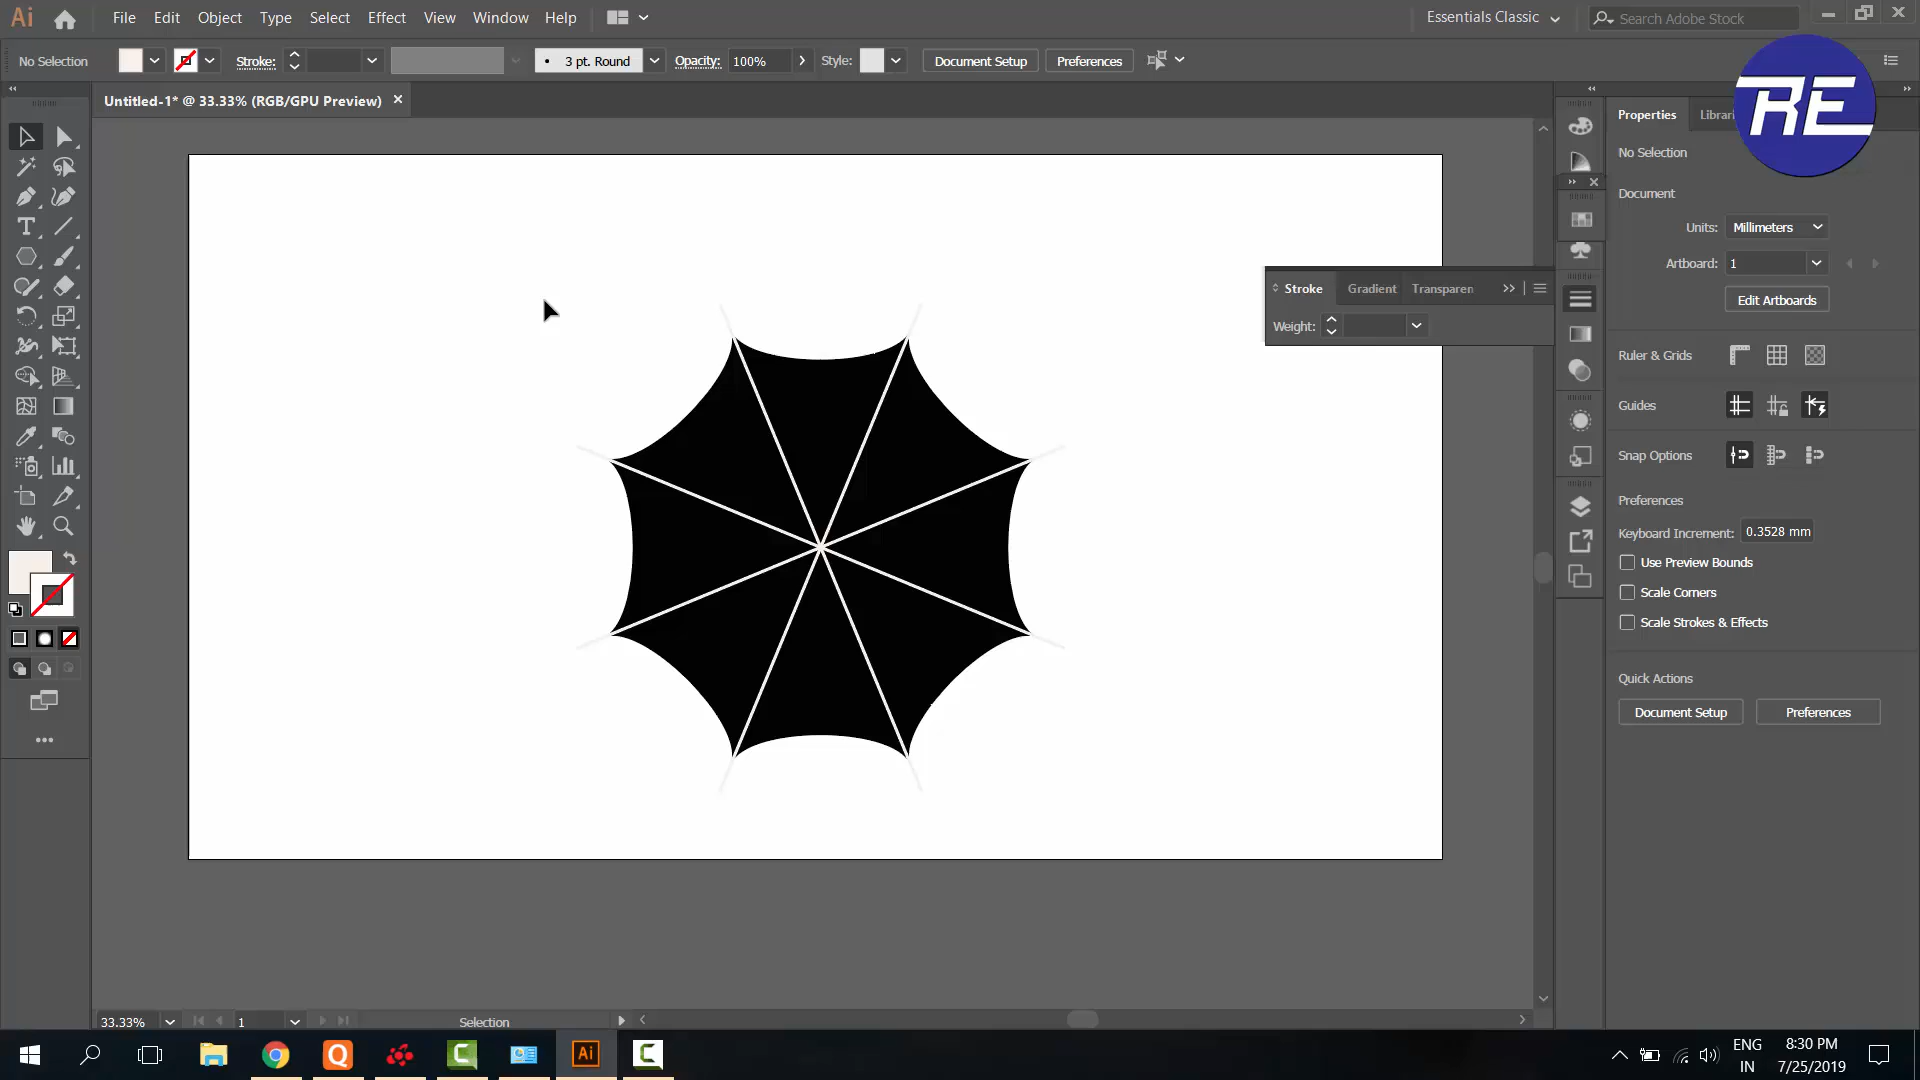 Ai File Edit Object Type Select Effect View Window Help Essentials Classic Search Adobe Stock
No Selection Stroke: 3 pt. Round Opacity: 100% Style: Document Setup Preferences
Untitled-1* @ 33.33% (RGB/GPU Preview)
RE
Properties
No Selection
Document
Units: Millimeters
Artboard: 1
Edit Artboards
Stroke Gradient Transparen
Weight:
Ruler & Grids
Guides
Snap Options
Preferences
Keyboard Increment: 0.3528 mm
Use Preview Bounds
Scale Corners
Scale Strokes & Effects
Quick Actions
Document Setup Preferences
33.33% 1 Selection
Ai
ENG
IN
8:30 PM
7/25/2019